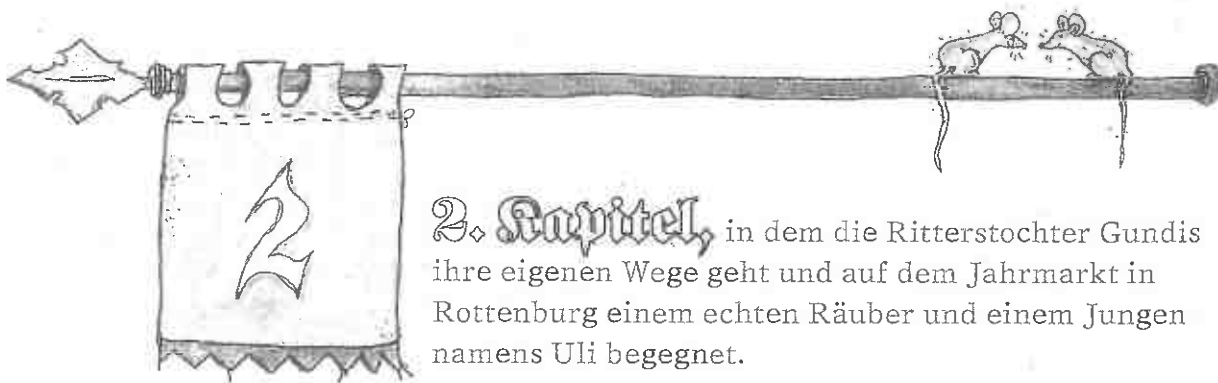 2
2. Kapitel, in dem die Ritterstochter Gundis
ihre eigenen Wege geht und auf dem Jahrmarkt in
Rottenburg einem echten Räuber und einem Jungen
namens Uli begegnet.